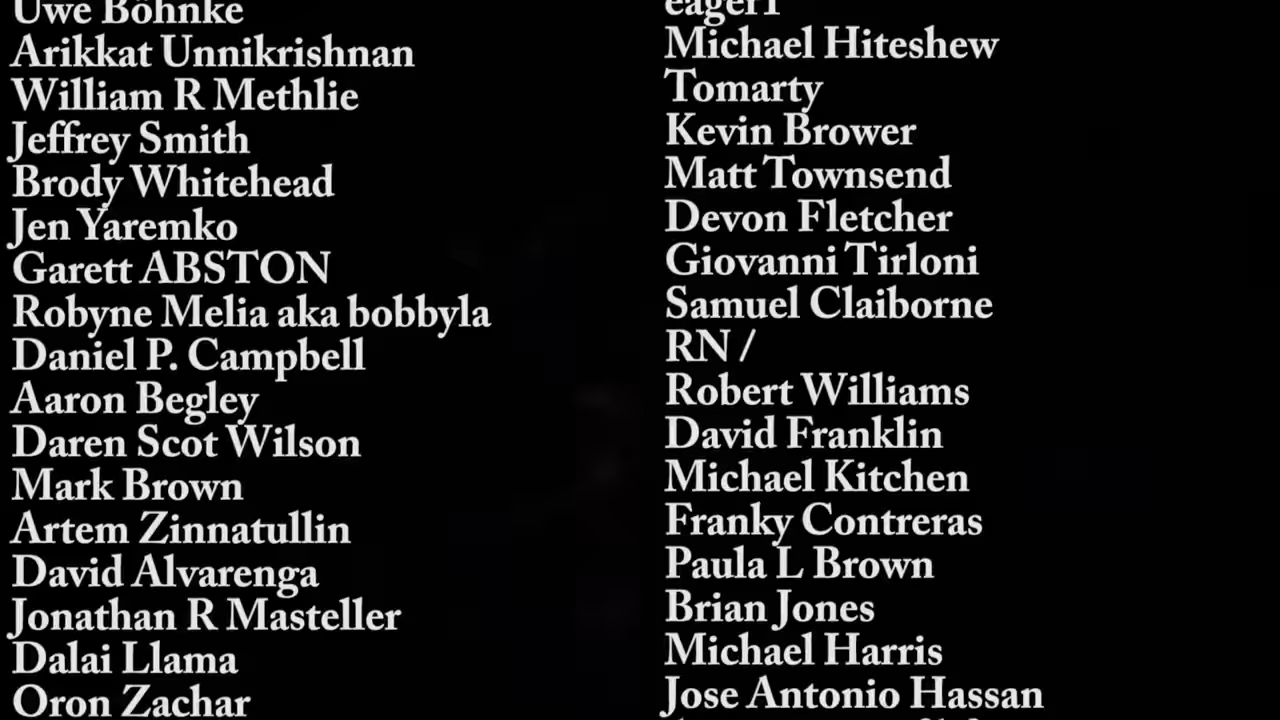 Uwe Böhnke
Arikkat Unnikrishnan
William R Methlie
Jeffrey Smith
Brody Whitehead
Jen Yaremko
Garett ABSTON
Robyne Melia aka bobbyla
Daniel P. Campbell
Aaron Begley
Daren Scot Wilson
Mark Brown
Artem Zinnatullin
David Alvarenga
Jonathan R Masteller
Dalai Llama
Oron Zachar
eager1
Michael Hiteshew
Tomarty
Kevin Brower
Matt Townsend
Devon Fletcher
Giovanni Tirloni
Samuel Claiborne
RN /
Robert Williams
David Franklin
Michael Kitchen
Franky Contreras
Paula L Brown
Brian Jones
Michael Harris
Jose Antonio Hassan